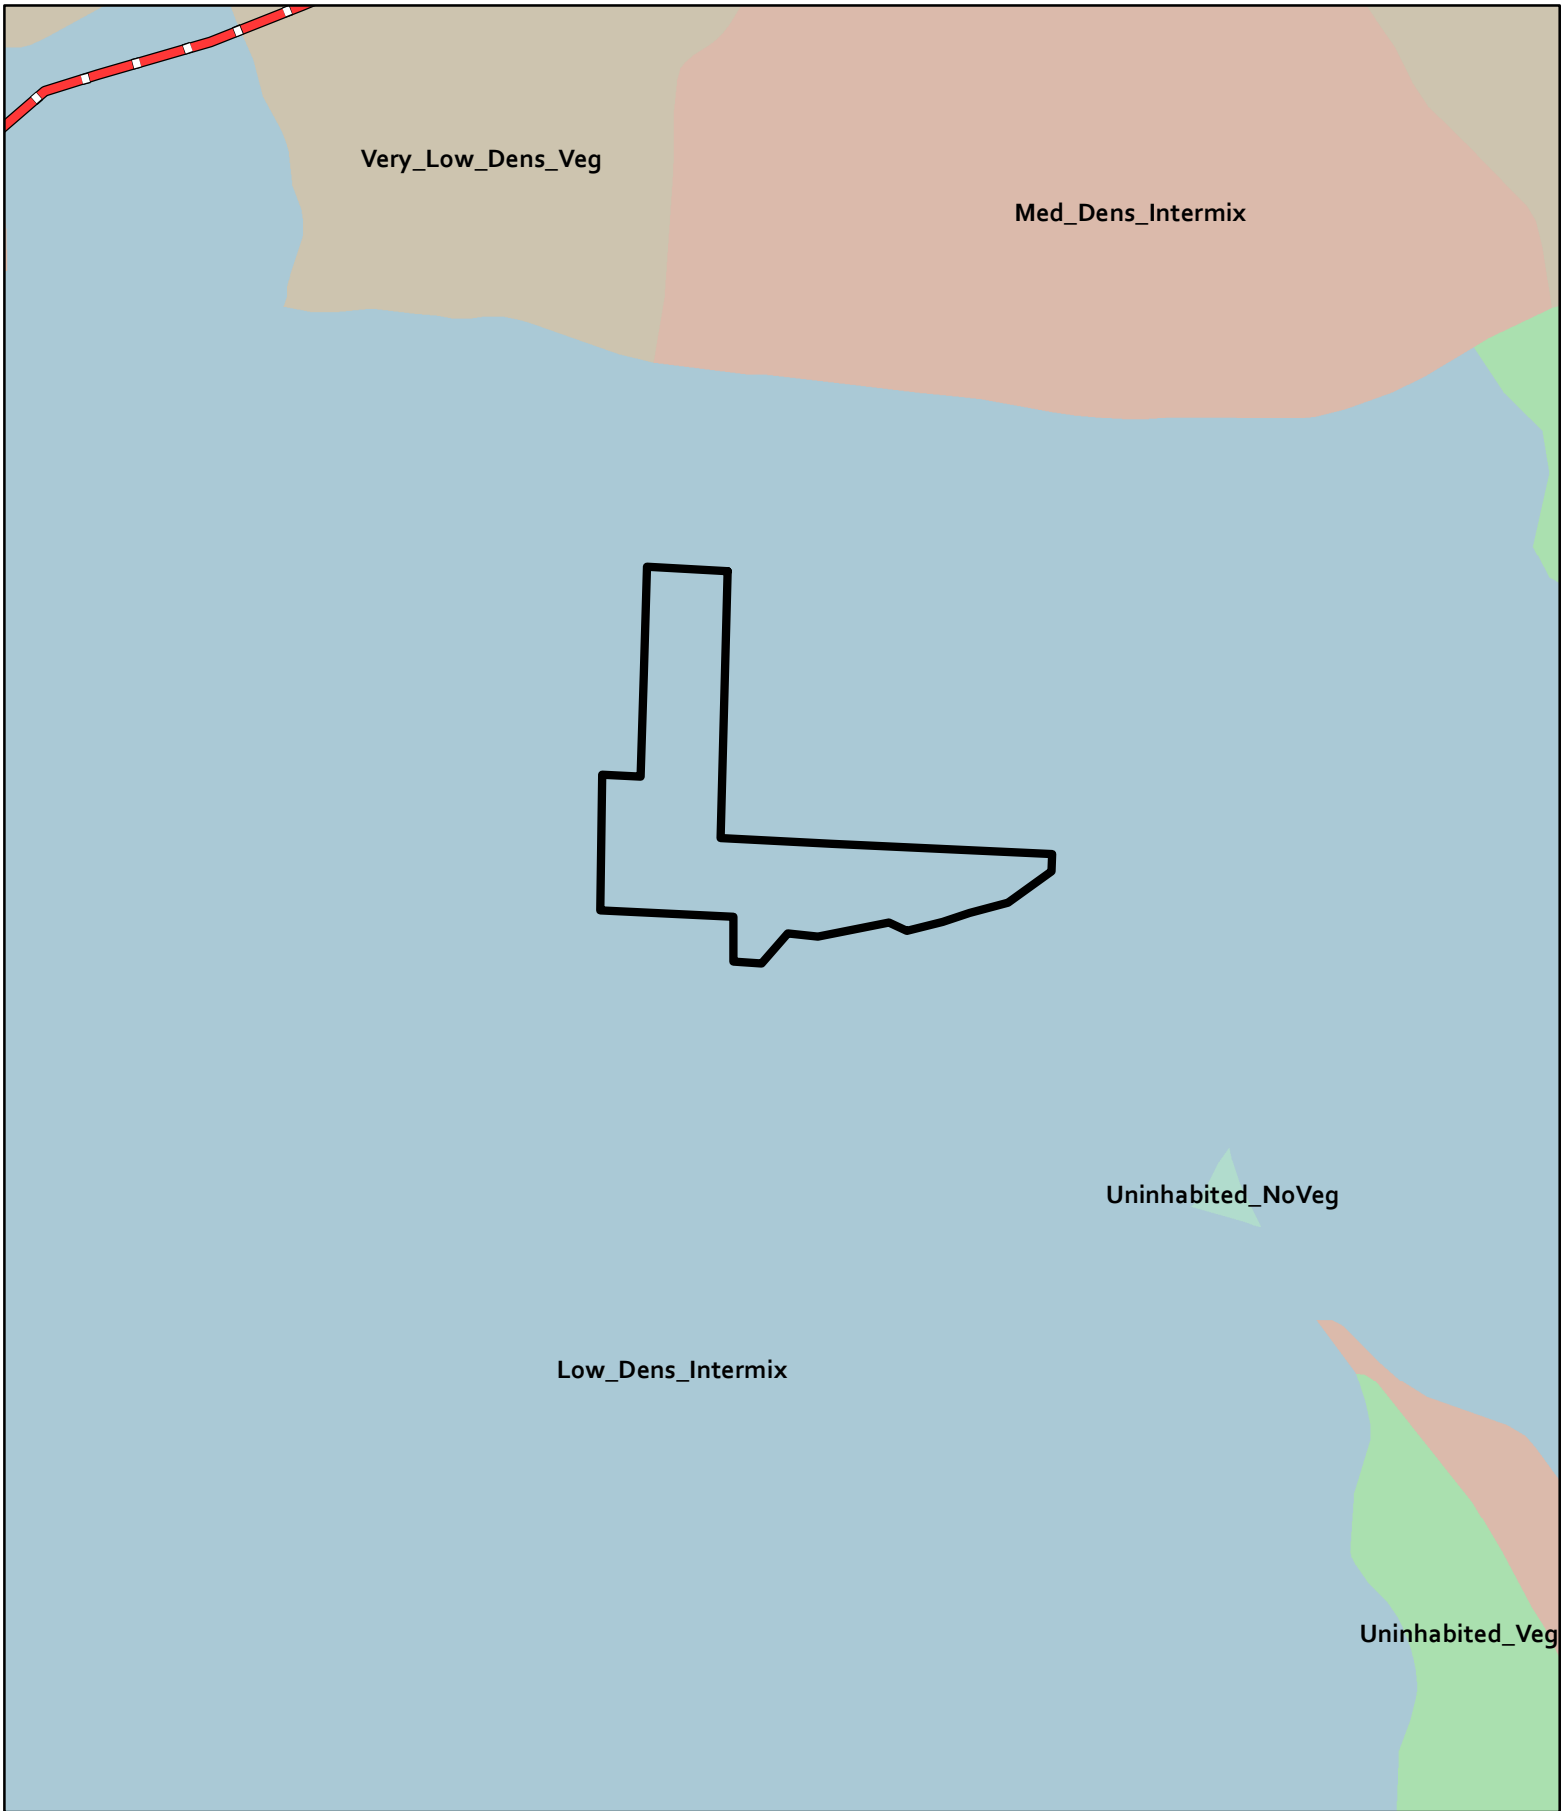 Very_Low_Dens_Veg
Med_Dens_Intermix
Uninhabited_NoVeg
Low_Dens_Intermix
Uninhabited_Veg